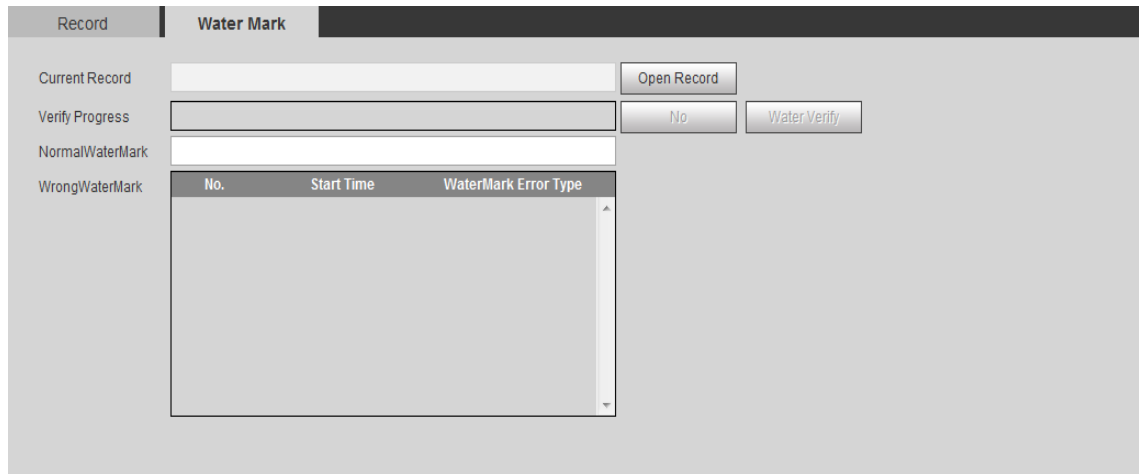 Record Water Mark
Current Record Open Record
Verify Progress No Water Verify
NormalWaterMark
WrongWaterMark No. Start Time WaterMark Error Type